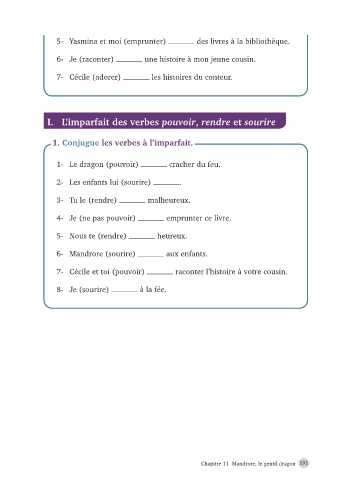 5- Yasmina et moi (emprunter) ________ des livres à la bibliothèque.
6- Je (raconter) ________ une histoire à mon jeune cousin.
7- Cécile (adorer) ________ les histoires du conteur.
I. L'imparfait des verbes pouvoir, rendre et sourire
1. Conjugue les verbes à l'imparfait.
1- Le dragon (pouvoir) ________ cracher du feu.
2- Les enfants lui (sourire) ________.
3- Tu le (rendre) ________ malheureux.
4- Je (ne pas pouvoir) ________ emprunter ce livre.
5- Nous te (rendre) ________ heureux.
6- Mandrore (sourire) ________ aux enfants.
7- Cécile et toi (pouvoir) ________ raconter l'histoire à votre cousin.
8- Je (sourire) ________ à la fée.
Chapitre 11 Mandrore, le gentil dragon